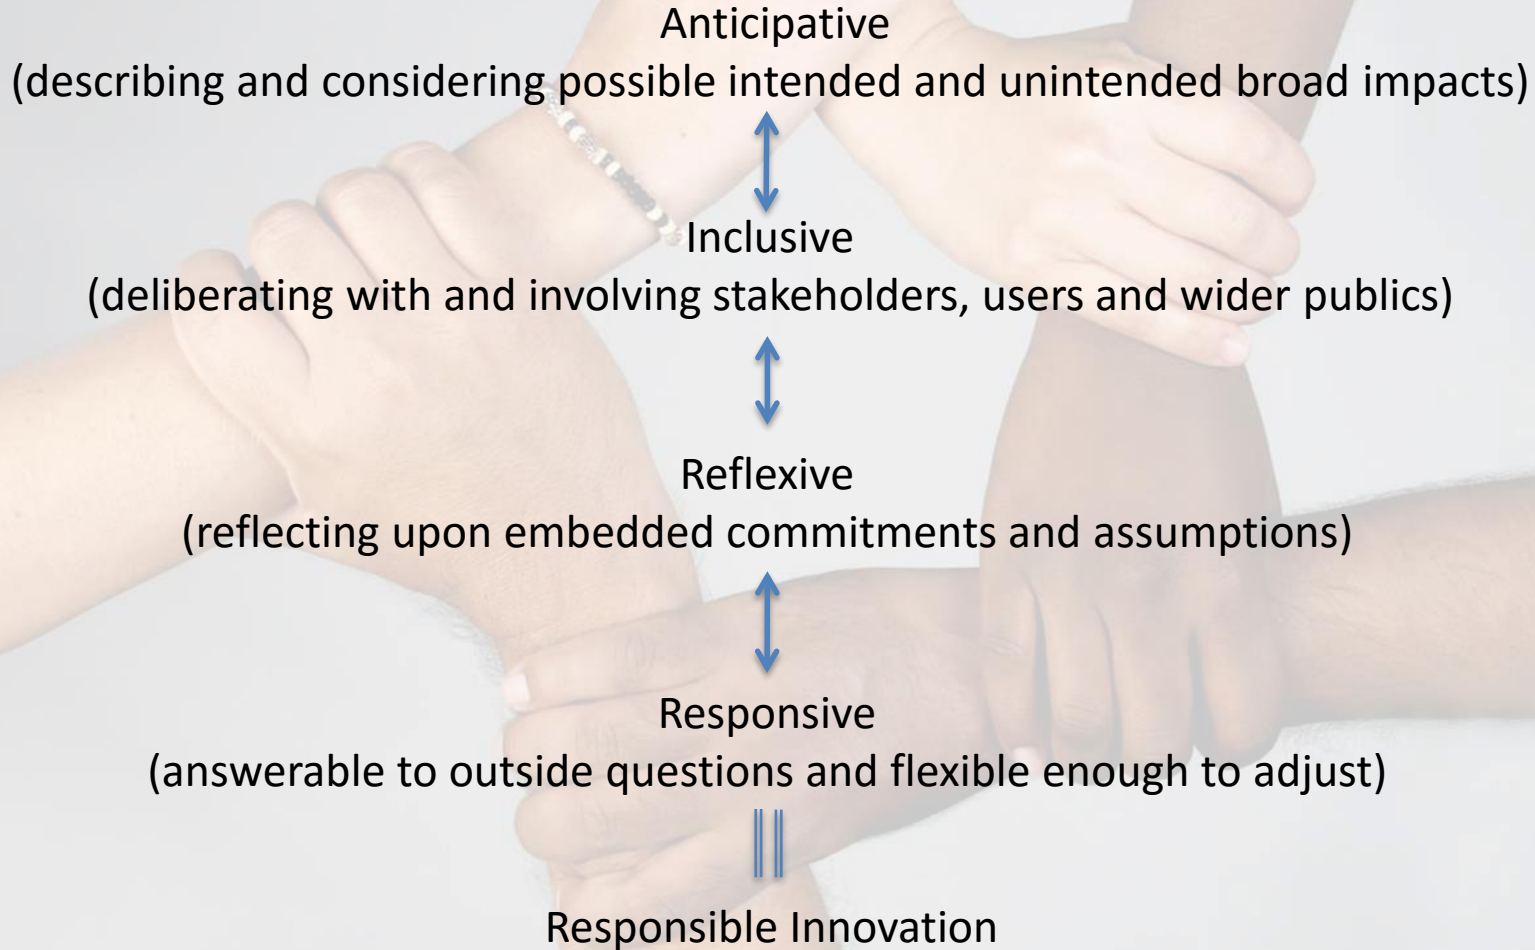 Anticipative
(describing and considering possible intended and unintended broad impacts)
Inclusive
(deliberating with and involving stakeholders, users and wider publics)
Reflexive
(reflecting upon embedded commitments and assumptions)
Responsive
(answerable to outside questions and flexible enough to adjust)
Responsible Innovation